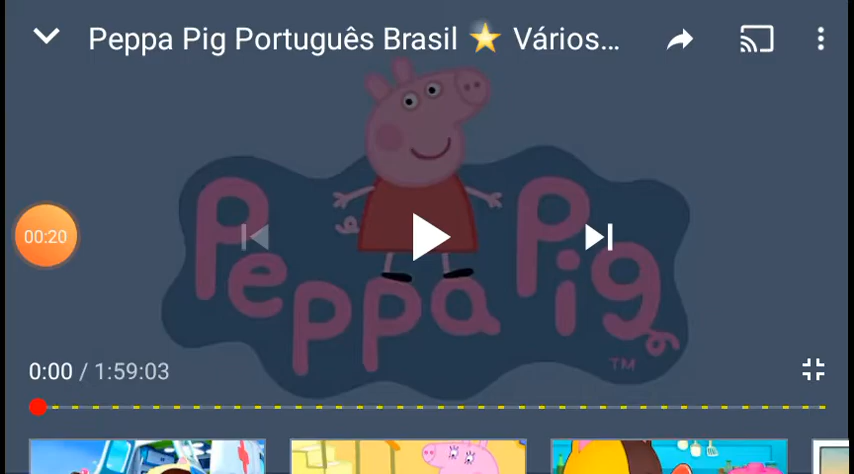 Peppa Pig Português Brasil ⭐ Vários...
Peppa Pig
TM
00:20
0:00 / 1:59:03